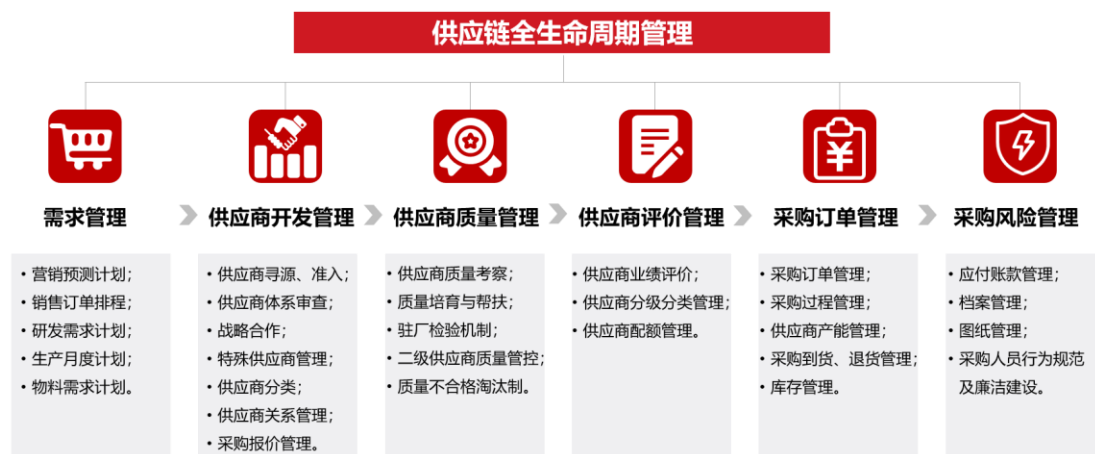 供应链全生命周期管理
需求管理
供应商开发管理
供应商质量管理
供应商评价管理
采购订单管理
采购风险管理
• 营销预测计划；
• 销售订单排程；
• 研发需求计划；
• 生产月度计划；
• 物料需求计划。
• 供应商寻源、准入；
• 供应商体系审查；
• 战略合作；
• 特殊供应商管理；
• 供应商分类；
• 供应商关系管理；
• 采购报价管理。
• 供应商质量考察；
• 质量培育与帮扶；
• 驻厂检验机制；
• 二级供应商质量管控；
• 质量不合格淘汰制。
• 供应商业绩评价；
• 供应商分级分类管理；
• 供应商配额管理。
• 采购订单管理；
• 采购过程管理；
• 供应商产能管理；
• 采购到货、退货管理；
• 库存管理。
• 应付账款管理；
• 档案管理；
• 图纸管理；
• 采购人员行为规范
及廉洁建设。